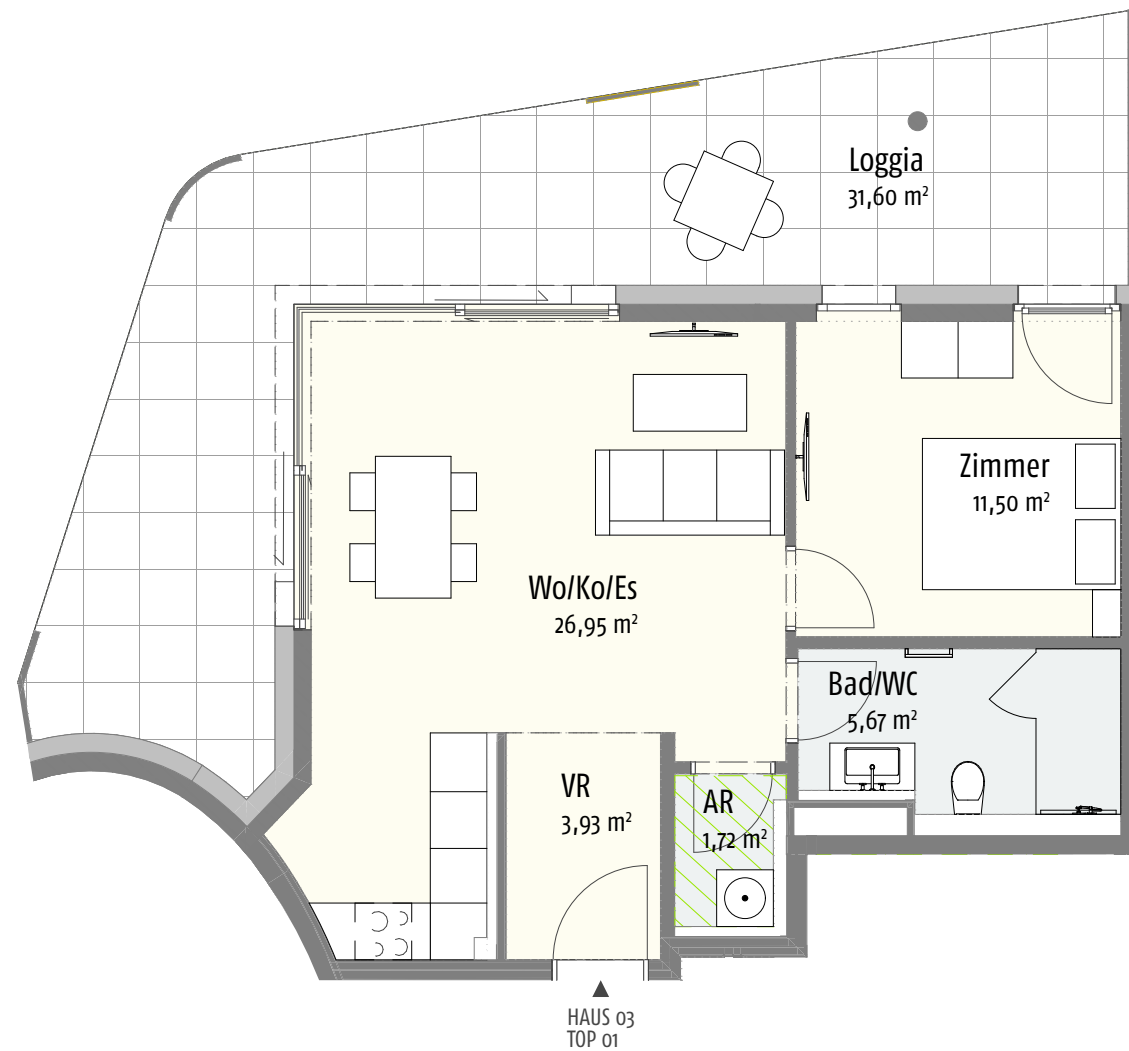 Loggia
31,60 m²
Zimmer
11,50 m²
Wo/Ko/Es
26,95 m²
Bad/WC
5,67 m²
VR
3,93 m²
AR
1,72 m²
HAUS 03
TOP 01